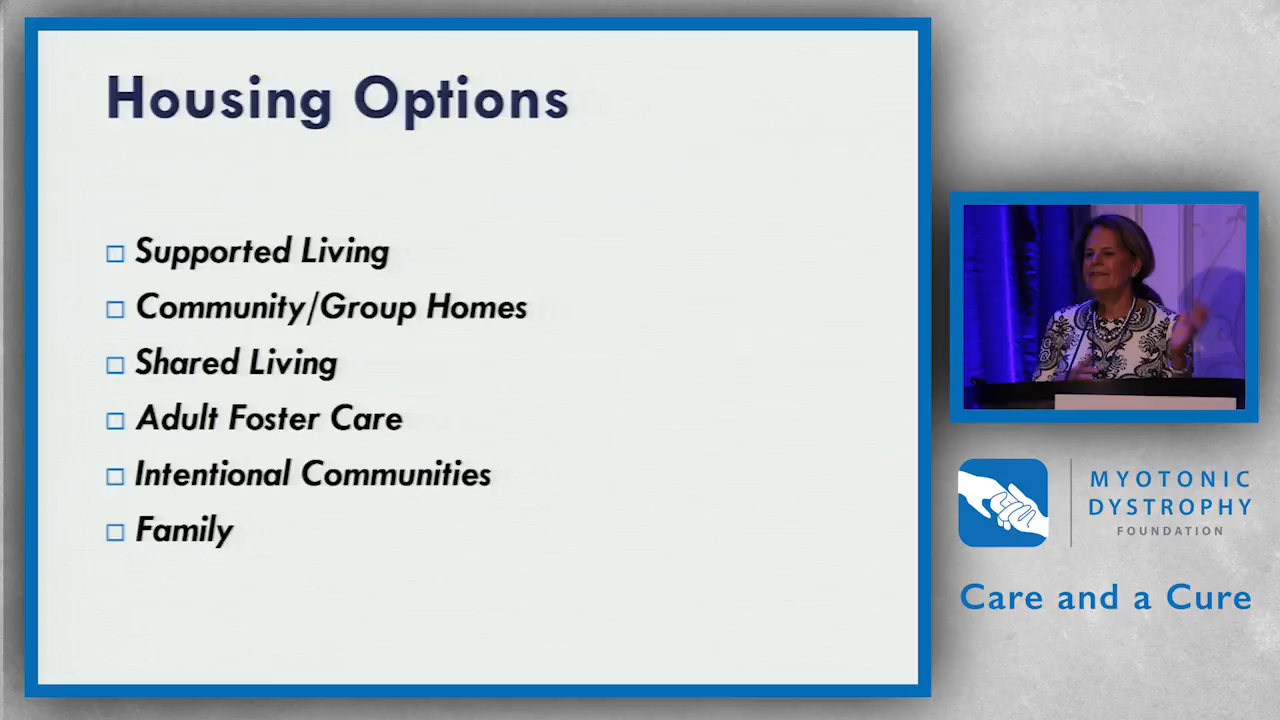 Housing Options
Supported Living
Community/Group Homes
Shared Living
Adult Foster Care
Intentional Communities
Family
MYOTONIC
DYSTROPHY
FOUNDATION
Care and a Cure